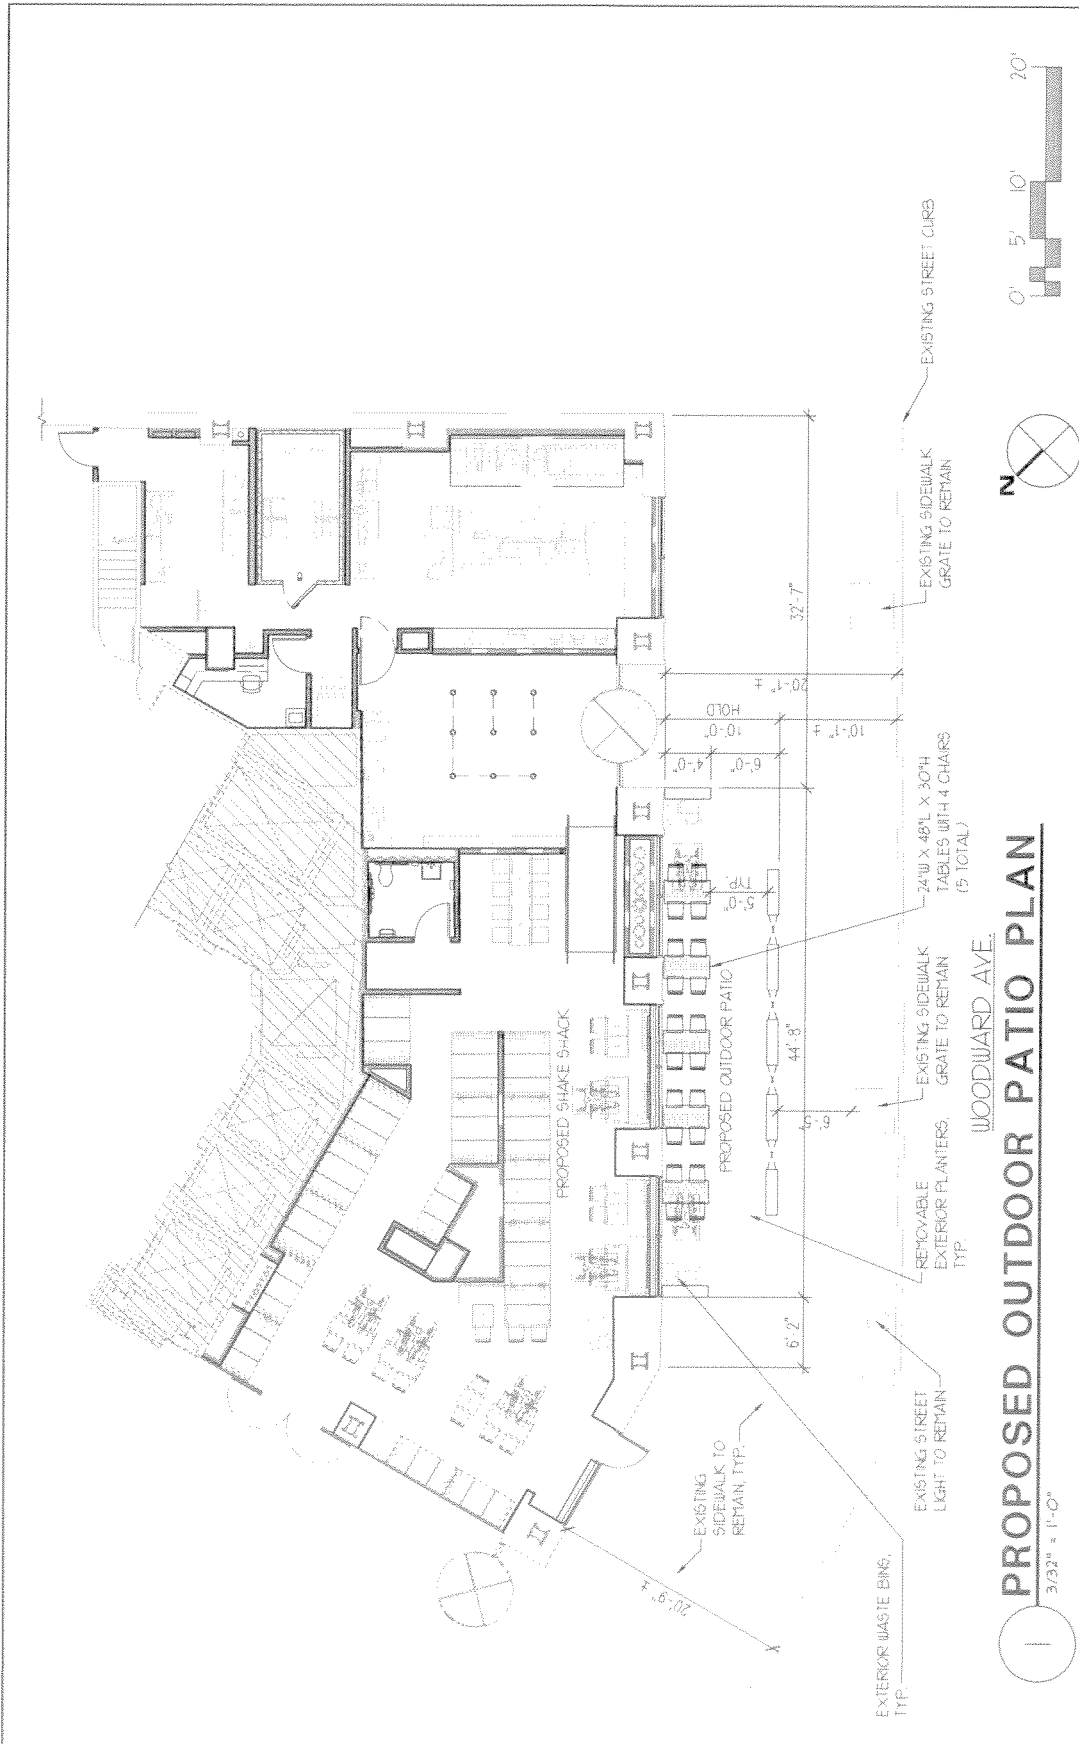 PROPOSED SHAKE SHACK
PROPOSED OUTDOOR PATIO
6'-2"
44'-8"
32'-7"
5'-0"
TYP.
4'-0"
6'-0"
10'-0"
HOLD
10'-1" ±
20'-1" ±
6'-5"
20'-9" ±
EXISTING
SIDEWALK TO
REMAIN, TYP.
EXTERIOR WASTE BINS,
TYP.
EXISTING STREET
LIGHT TO REMAIN
REMOVABLE
EXTERIOR PLANTERS,
TYP.
EXISTING SIDEWALK
GRATE TO REMAIN
24"W X 48"L X 30"H
TABLES WITH 4 CHAIRS
(5 TOTAL)
EXISTING SIDEWALK
GRATE TO REMAIN
EXISTING STREET CURB
WOODWARD AVE.
1
PROPOSED OUTDOOR PATIO PLAN
3/32" = 1'-0"
N
0' 5' 10' 20'